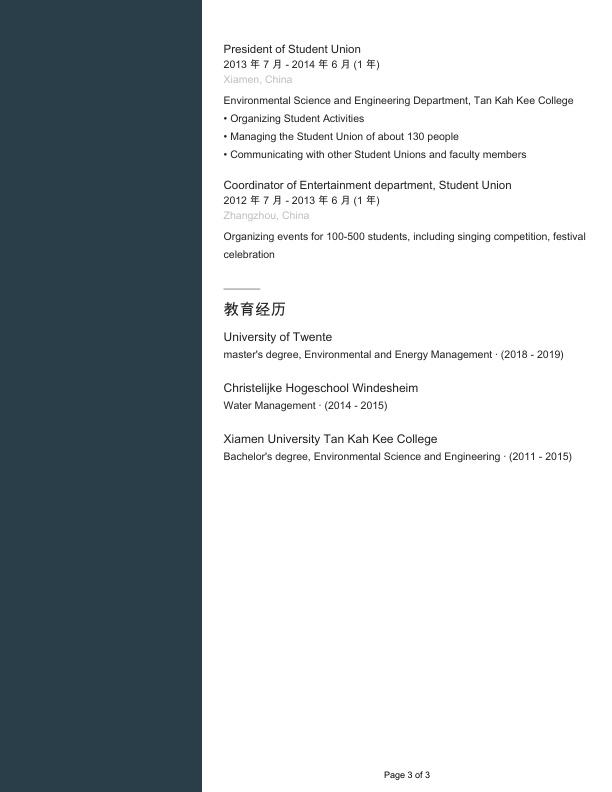 President of Student Union
2013 年 7 月 - 2014 年 6 月 (1 年)
Xiamen, China
Environmental Science and Engineering Department, Tan Kah Kee College
• Organizing Student Activities
• Managing the Student Union of about 130 people
• Communicating with other Student Unions and faculty members
Coordinator of Entertainment department, Student Union
2012 年 7 月 - 2013 年 6 月 (1 年)
Zhangzhou, China
Organizing events for 100-500 students, including singing competition, festival
celebration
教育经历
University of Twente
master's degree, Environmental and Energy Management · (2018 - 2019)
Christelijke Hogeschool Windesheim
Water Management · (2014 - 2015)
Xiamen University Tan Kah Kee College
Bachelor's degree, Environmental Science and Engineering · (2011 - 2015)
Page 3 of 3